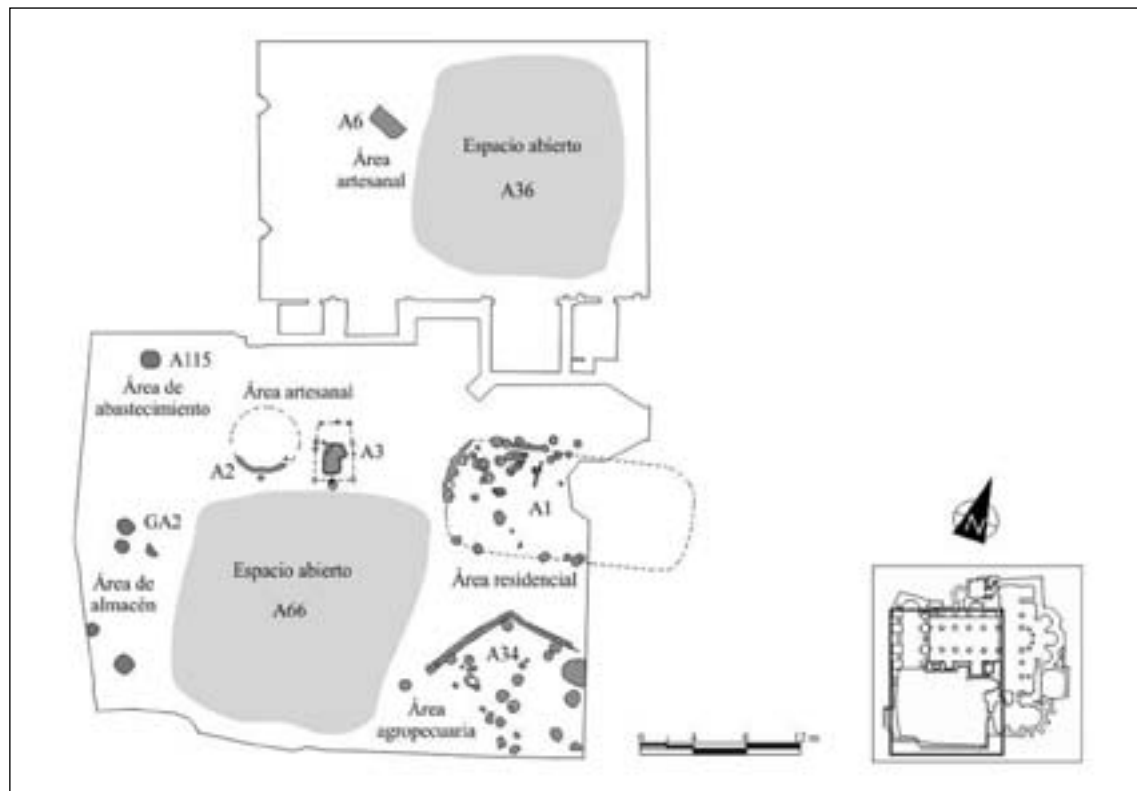 A6
Área
artesanal
Espacio abierto
A36
A115
Área de
abastecimiento
Área artesanal
A2
A3
A1
GA2
Área de
almacén
Espacio abierto
A66
Área residencial
A34
Área
agropecuaria
N